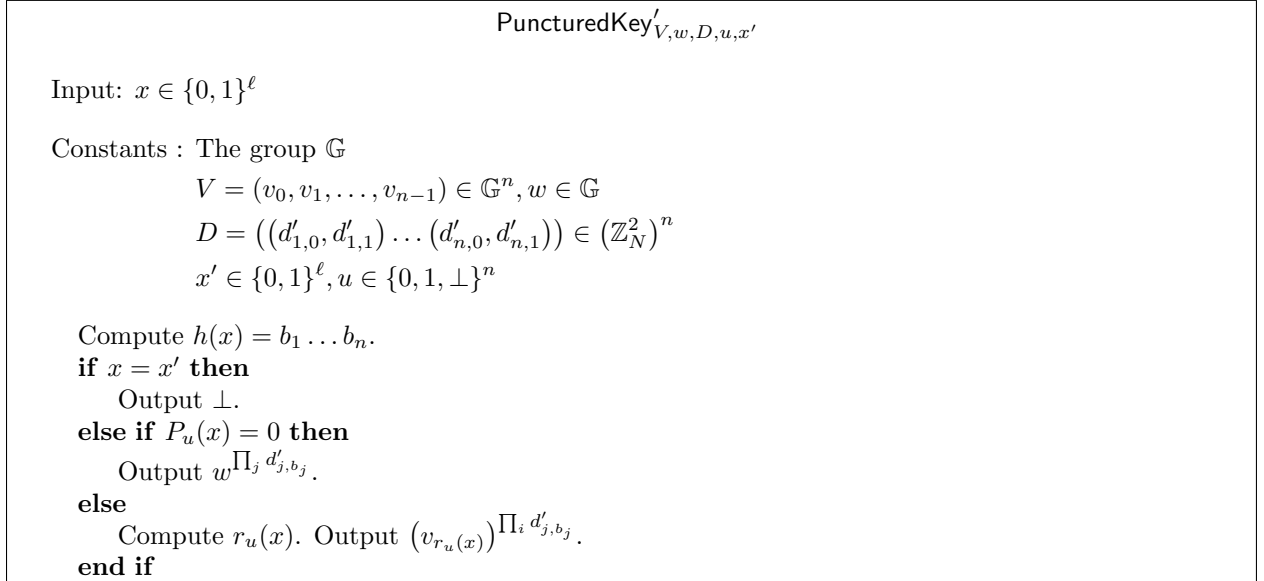 PuncturedKey′_{V,w,D,u,x′}
Input: x ∈ {0, 1}^ℓ
Constants : The group 𝔾
V = (v_0, v_1, . . . , v_{n−1}) ∈ 𝔾^n, w ∈ 𝔾
D = ((d′_{1,0}, d′_{1,1}) . . . (d′_{n,0}, d′_{n,1})) ∈ (ℤ_N^2)^n
x′ ∈ {0, 1}^ℓ, u ∈ {0, 1, ⊥}^n
Compute h(x) = b_1 . . . b_n.
if x = x′ then
Output ⊥.
else if P_u(x) = 0 then
Output w^{∏_j d′_{j,b_j}}.
else
Compute r_u(x). Output (v_{r_u(x)})^{∏_i d′_{j,b_j}}.
end if